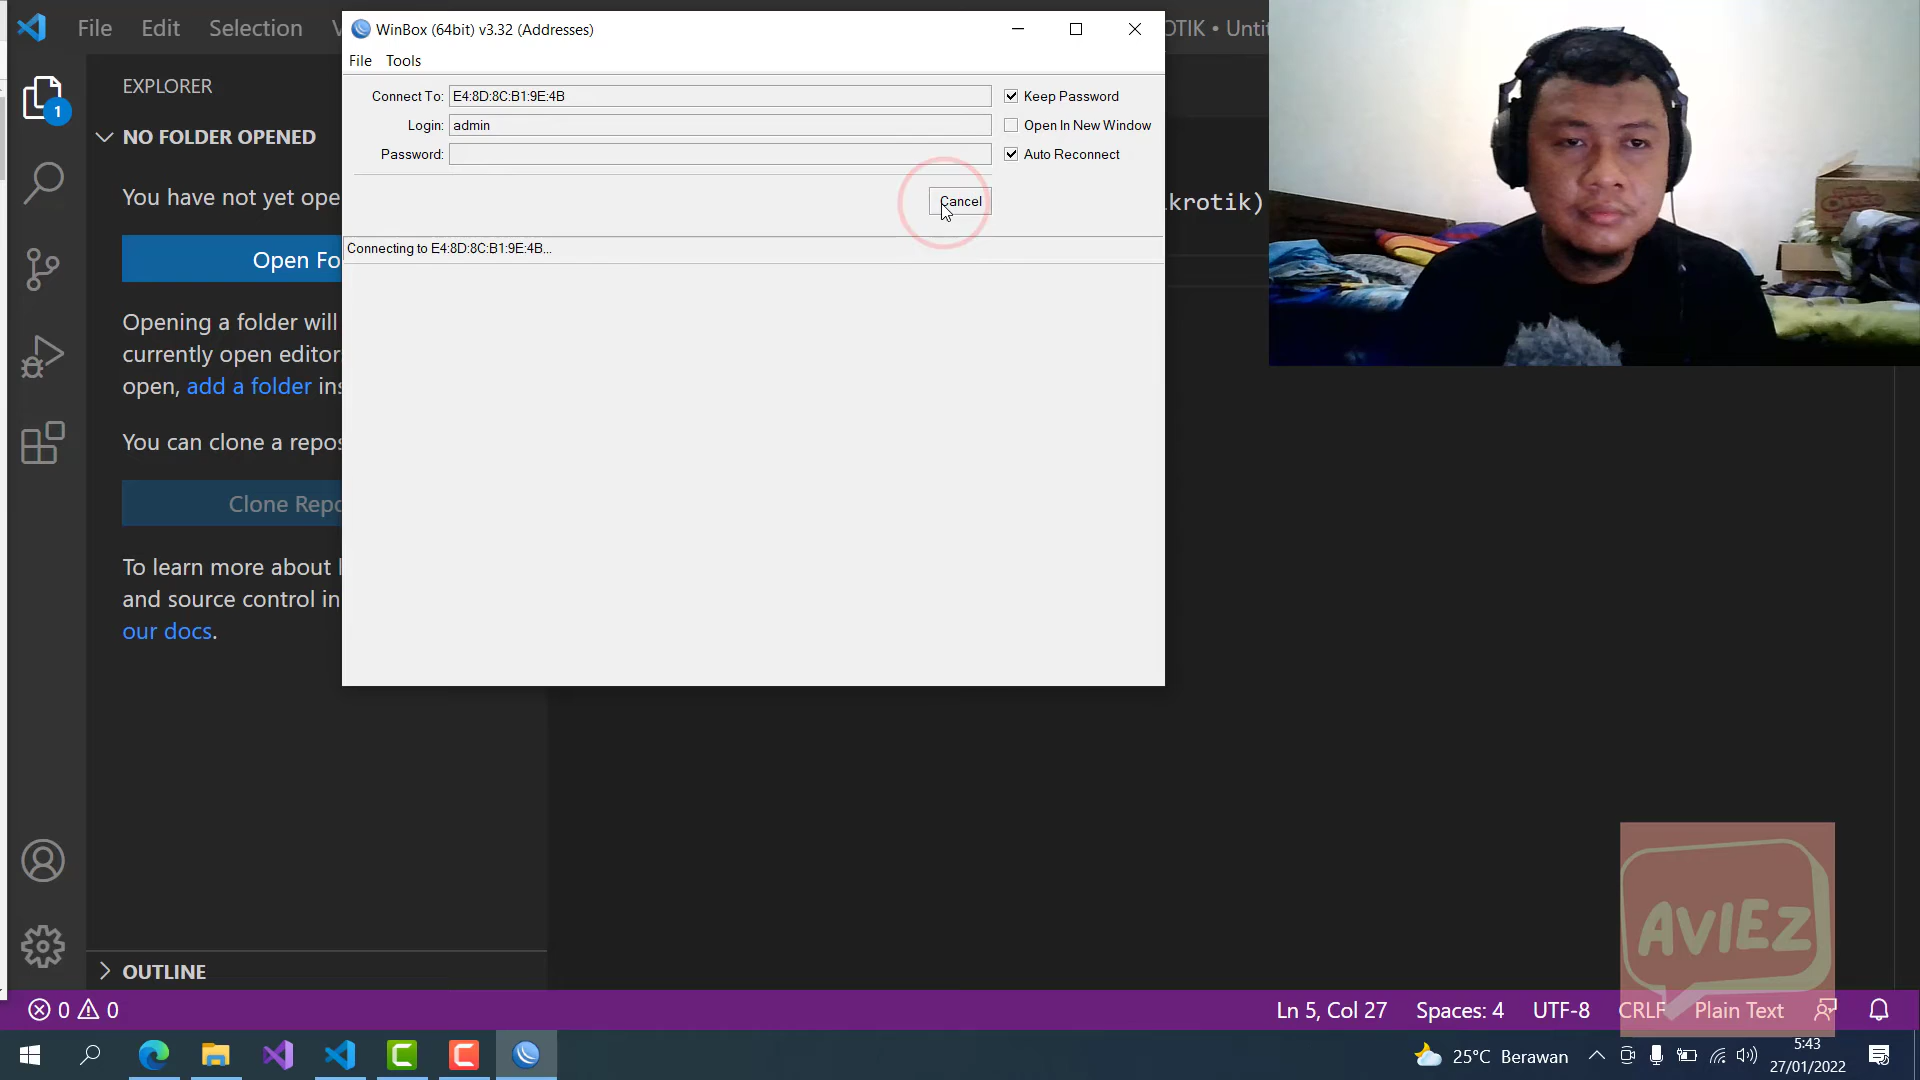 File Edit Selection
WinBox (64bit) v3.32 (Addresses)
OTIK • Unti
File Tools
Connect To: E4:8D:8C:B1:9E:4B
Keep Password
Login: admin
Open In New Window
Password:
Auto Reconnect
Cancel
Connecting to E4:8D:8C:B1:9E:4B...
EXPLORER
1
NO FOLDER OPENED
You have not yet ope
krotik)
Open Fo
Opening a folder will
currently open editor
open, add a folder ins
You can clone a repos
Clone Repo
To learn more about
and source control in
our docs.
OUTLINE
AVIEZ
0 0
Ln 5, Col 27 Spaces: 4 UTF-8 CRLF Plain Text
25°C Berawan
5:43
27/01/2022